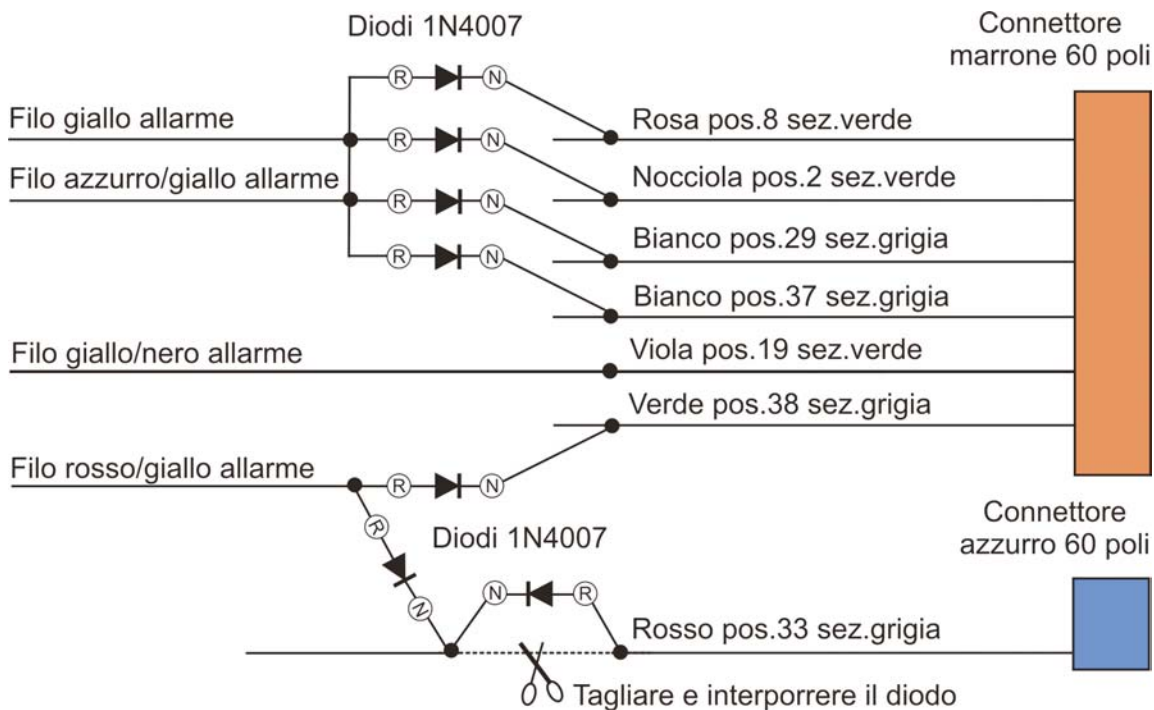 Diodi 1N4007
Connettore
marrone 60 poli
R N
Filo giallo allarme
Rosa pos.8 sez.verde
R N
Filo azzurro/giallo allarme
Nocciola pos.2 sez.verde
R N
Bianco pos.29 sez.grigia
R N
Bianco pos.37 sez.grigia
Filo giallo/nero allarme
Viola pos.19 sez.verde
Verde pos.38 sez.grigia
Filo rosso/giallo allarme
R N
Connettore
azzurro 60 poli
R
Diodi 1N4007
N
N R
Rosso pos.33 sez.grigia
Tagliare e interporrere il diodo